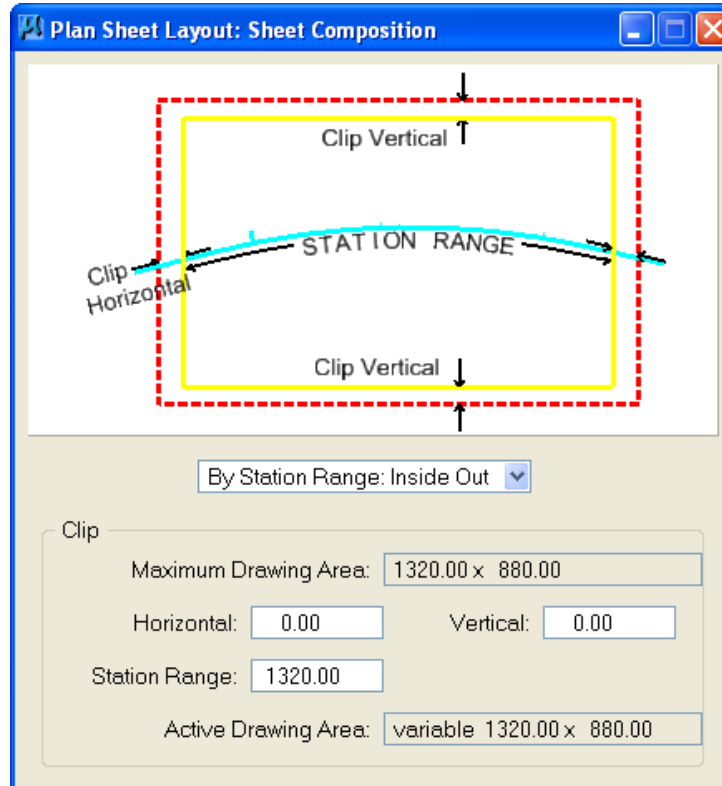 Plan Sheet Layout: Sheet Composition
Clip Vertical
STATION RANGE
Clip
Horizontal
Clip Vertical
By Station Range: Inside Out
Clip
Maximum Drawing Area: 1320.00 x 880.00
Horizontal: 0.00 Vertical: 0.00
Station Range: 1320.00
Active Drawing Area: variable 1320.00 x 880.00